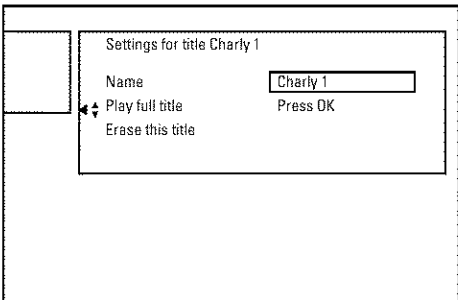 Settings for title Charly 1
Name Charly 1
Play full title Press OK
Erase this title